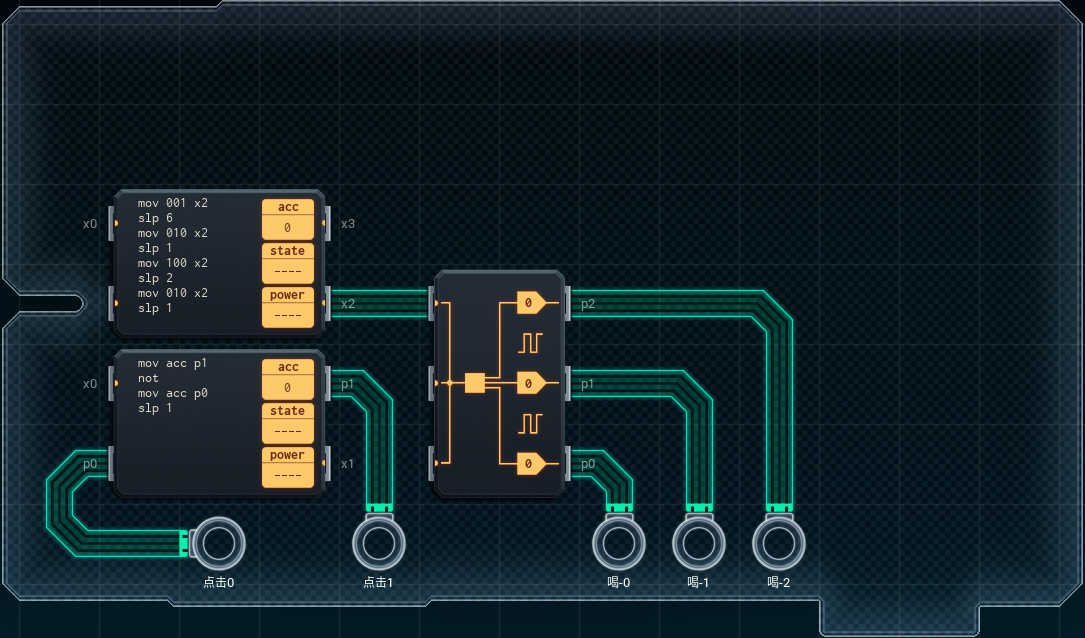 mov 001 x2
slp 6
mov 010 x2
slp 1
mov 100 x2
slp 2
mov 010 x2
slp 1
acc
0
state
----
power
----
x0
x3
x2
mov acc p1
not
mov acc p0
slp 1
acc
0
state
----
power
----
x0
p1
p0
x1
0
p2
0
p1
0
p0
点击0
点击1
喝-0
喝-1
喝-2